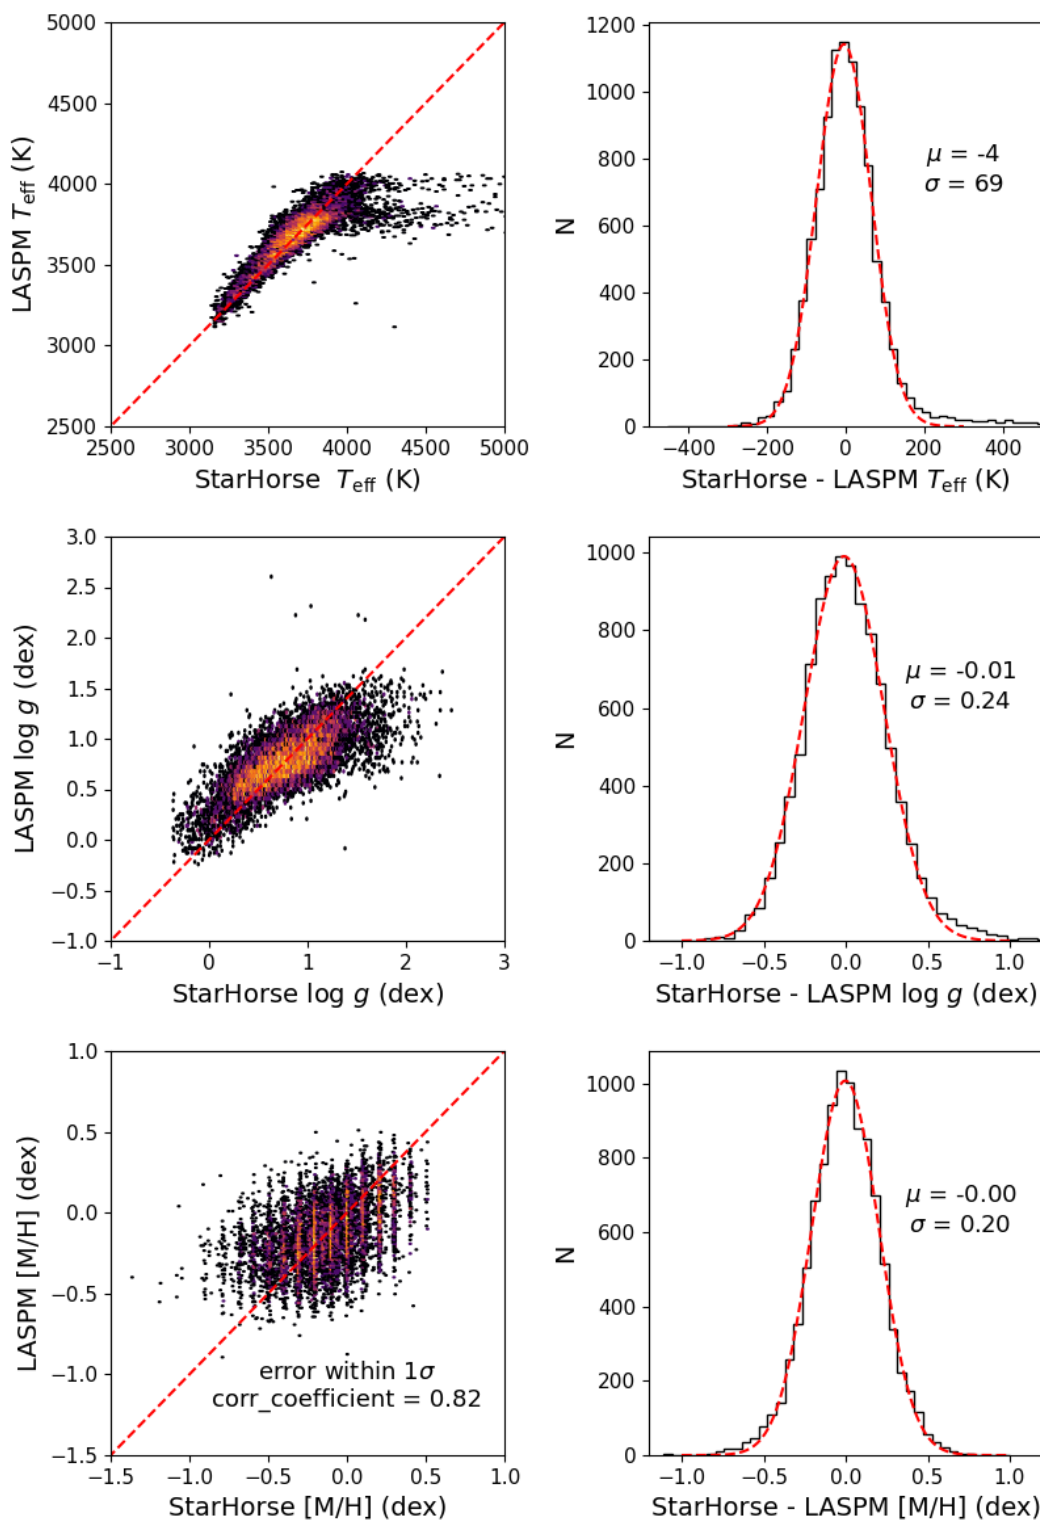 5000
4500
4000
3500
3000
2500
2500 3000 3500 4000 4500 5000
LASPM Teff (K)
StarHorse Teff (K)
1200
1000
800
600
400
200
0
−400 −200 0 200 400
N
μ = -4
σ = 69
StarHorse - LASPM Teff (K)
3.0
2.5
2.0
1.5
1.0
0.5
0.0
−0.5
−1.0
−1 0 1 2 3
LASPM log g (dex)
StarHorse log g (dex)
1000
800
600
400
200
0
−1.0 −0.5 0.0 0.5 1.0
N
μ = -0.01
σ = 0.24
StarHorse - LASPM log g (dex)
1.0
0.5
0.0
−0.5
−1.0
−1.5
−1.5 −1.0 −0.5 0.0 0.5 1.0
LASPM [M/H] (dex)
error within 1σ
corr_coefficient = 0.82
StarHorse [M/H] (dex)
1000
800
600
400
200
0
−1.0 −0.5 0.0 0.5 1.0
N
μ = -0.00
σ = 0.20
StarHorse - LASPM [M/H] (dex)